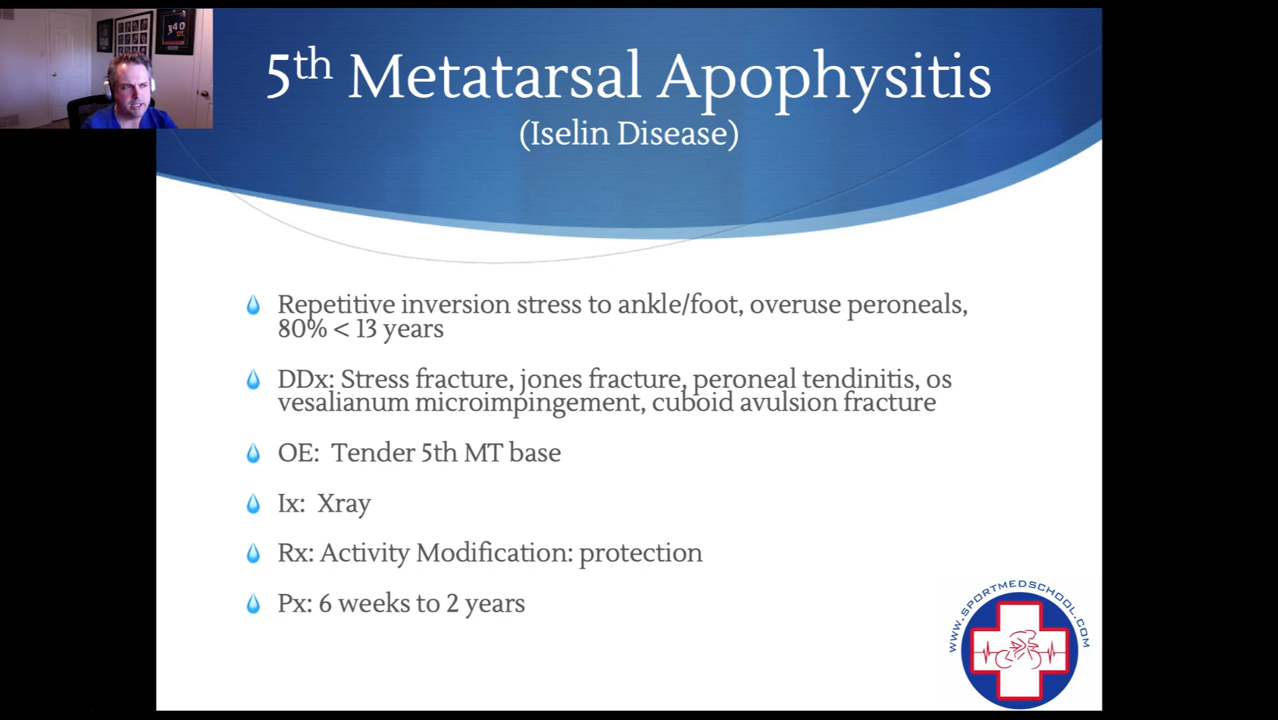 5th Metatarsal Apophysitis
(Iselin Disease)
Repetitive inversion stress to ankle/foot, overuse peroneals,
80% < 13 years
DDx: Stress fracture, jones fracture, peroneal tendinitis, os
vesalianum microimpingement, cuboid avulsion fracture
OE: Tender 5th MT base
Ix: Xray
Rx: Activity Modification: protection
Px: 6 weeks to 2 years
WWW.SPORTMEDSCHOOL.COM